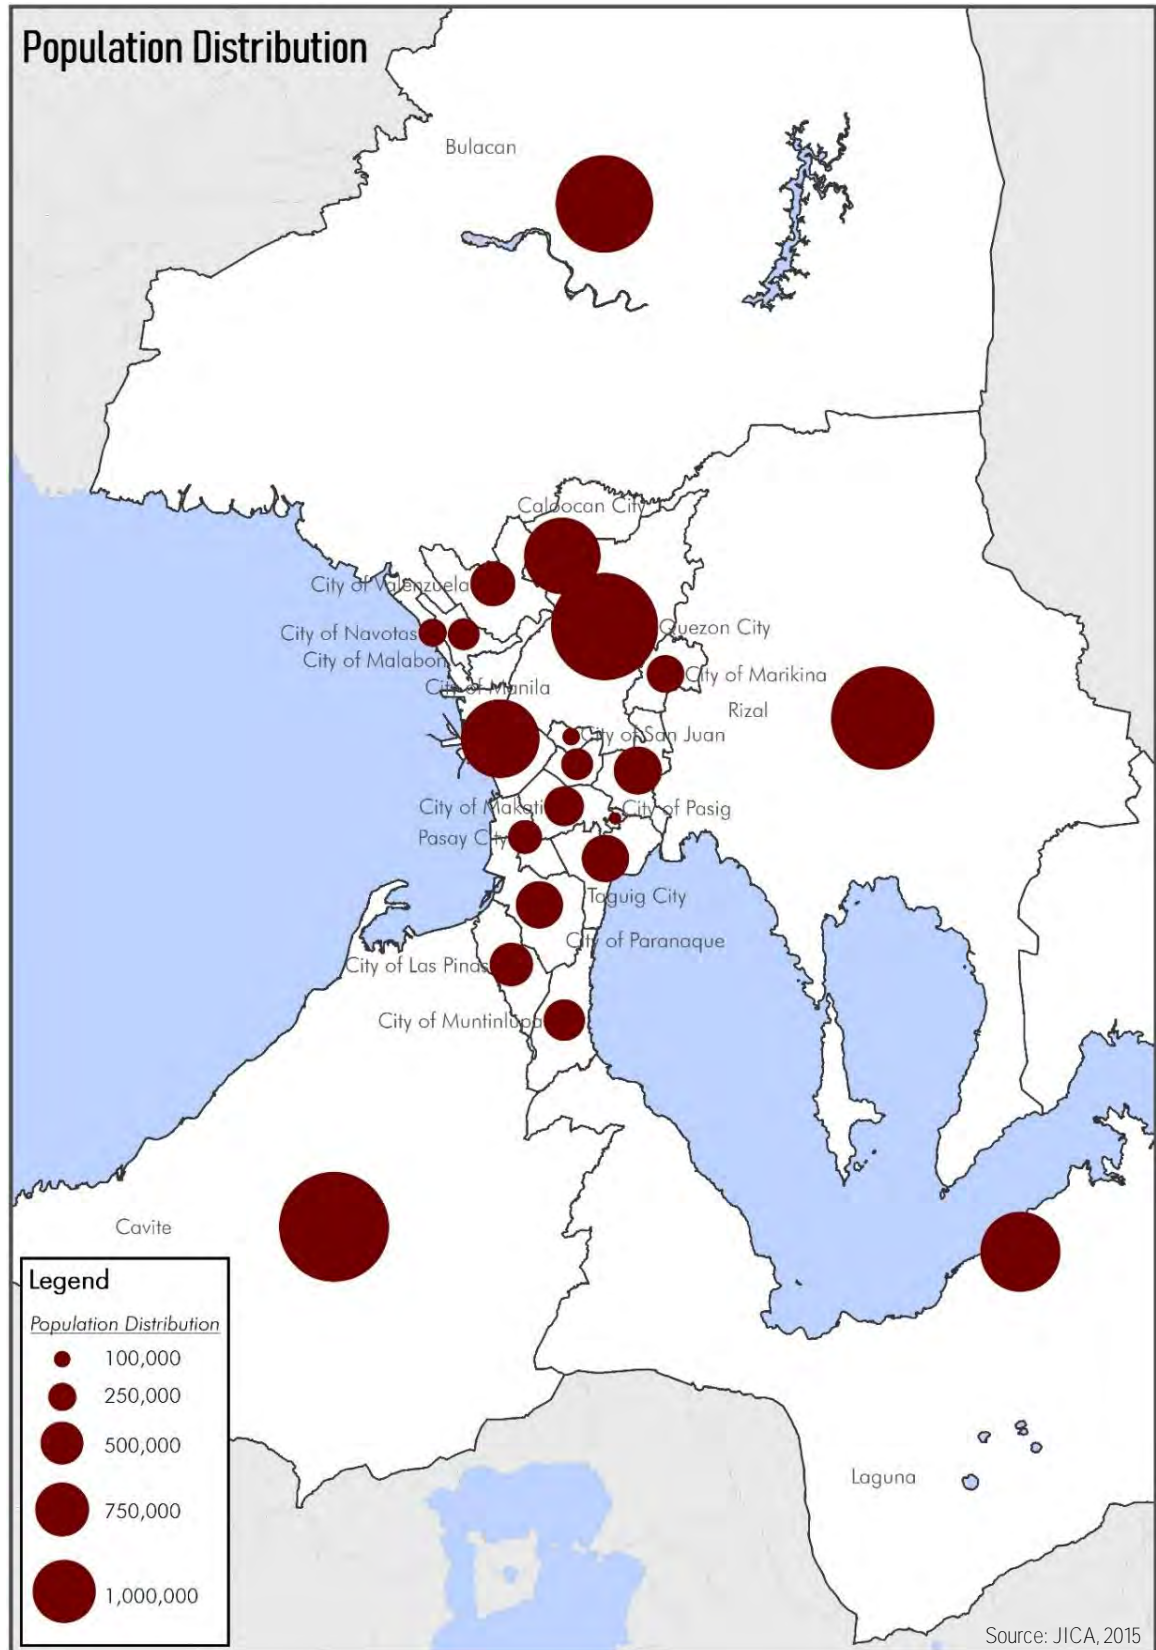 Population Distribution
Bulacan
Caloocan City
City of Valenzuela
Quezon City
City of Navotas
City of Malabon
City of Marikina
City of Manila
Rizal
City of San Juan
City of Makati
City of Pasig
Pasay City
Taguig City
City of Paranaque
City of Las Pinas
City of Muntinlupa
Cavite
Legend
Population Distribution
100,000
250,000
500,000
750,000
1,000,000
Laguna
Source: JICA, 2015